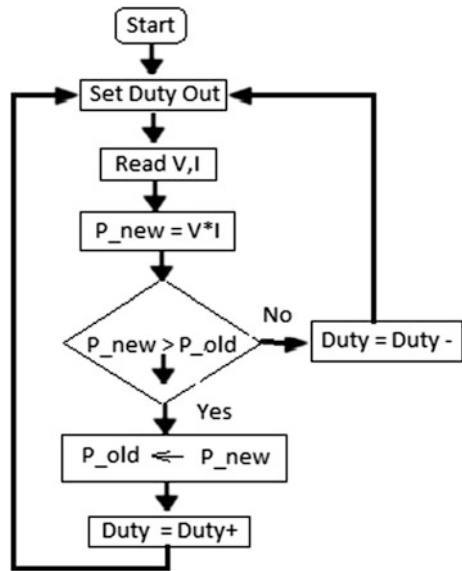 Start
Set Duty Out
Read V,I
P_new = V*I
P_new > P_old
No
Duty = Duty -
Yes
P_old <— P_new
Duty = Duty+